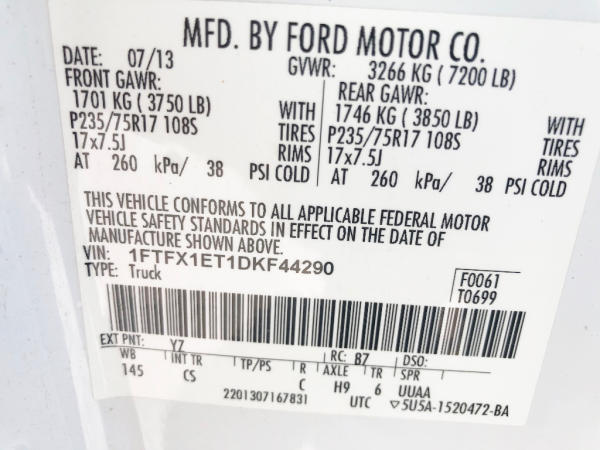 MFD. BY FORD MOTOR CO.
DATE: 07/13 GVWR: 3266 KG ( 7200 LB)
FRONT GAWR: REAR GAWR:
1701 KG ( 3750 LB) WITH 1746 KG ( 3850 LB) WITH
P235/75R17 108S TIRES P235/75R17 108S TIRES
17x7.5J RIMS 17x7.5J RIMS
AT 260 kPa/ 38 PSI COLD AT 260 kPa/ 38 PSI COLD
THIS VEHICLE CONFORMS TO ALL APPLICABLE FEDERAL MOTOR
VEHICLE SAFETY STANDARDS IN EFFECT ON THE DATE OF
MANUFACTURE SHOWN ABOVE.
VIN: 1FTFX1ET1DKF44290
TYPE: Truck
F0061
T0699
EXT PNT: YZ RC: B7 DSO:
WB INT TR TP/PS R AXLE TR SPR
145 CS C H9 6 UUAA
2201307167831 UTC ▽5U5A-1520472-BA